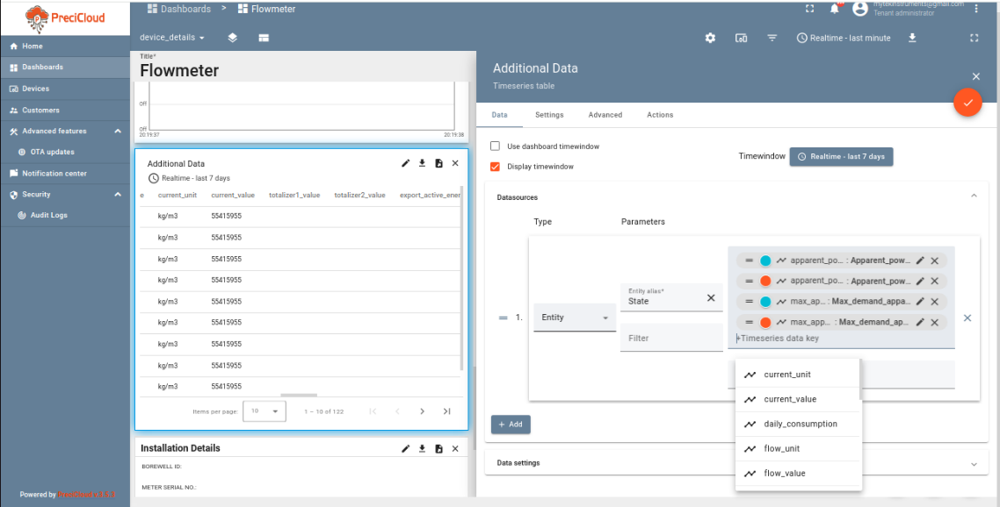 PreciCloud
Dashboards > Flowmeter
mytekinstruments@gmail.com
Tenant administrator
Home
Dashboards
Devices
Customers
Advanced features
OTA updates
Notification center
Security
Audit Logs
Powered by PreciCloud v.3.6.3
device_details
Realtime - last minute
Title*
Flowmeter
Off
Off
20:19:37 20:19:38
Additional Data
Realtime - last 7 days
e current_unit current_value totalizer1_value totalizer2_value export_active_ener
kg/m3 55415955
kg/m3 55415955
kg/m3 55415955
kg/m3 55415955
kg/m3 55415955
kg/m3 55415955
kg/m3 55415955
kg/m3 55415955
kg/m3 55415955
Items per page: 10 1 – 10 of 122
Installation Details
BOREWELL ID:
METER SERIAL NO.:
Additional Data
Timeseries table
Data Settings Advanced Actions
Use dashboard timewindow
Display timewindow
Timewindow Realtime - last 7 days
Datasources
Type Parameters
1. Entity
Entity alias*
State
Filter
apparent_po... : Apparent_pow...
apparent_po... : Apparent_pow...
max_ap... : Max_demand_appa...
max_app... : Max_demand_ap...
+Timeseries data key
current_unit
current_value
daily_consumption
flow_unit
flow_value
+ Add
Data settings